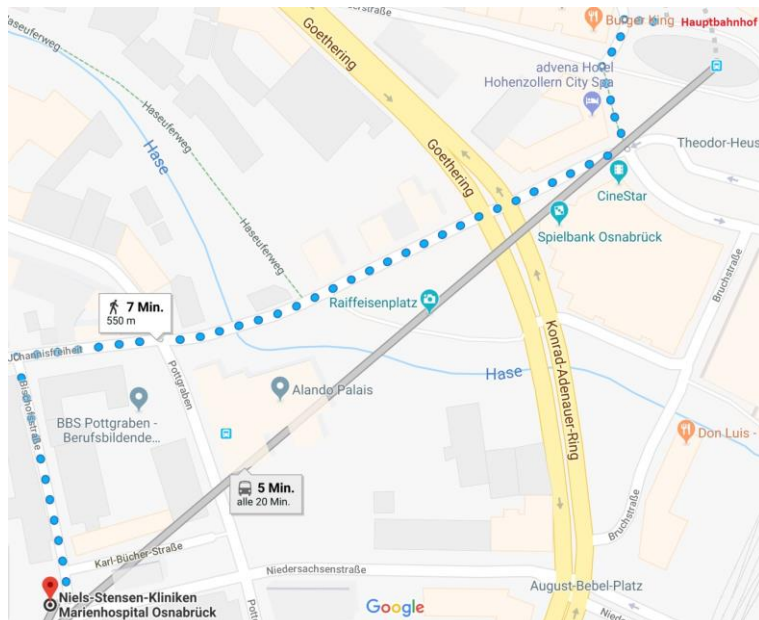 Goethering
Burger King
Hauptbahnhof
advena Hotel
Hohenzollern City Spa
Haseuferweg
Hase
Haseuferweg
Goethering
Theodor-Heus
CineStar
Spielbank Osnabrück
Haseuferweg
Bruchstraße
Raiffeisenplatz
7 Min.
550 m
Konrad-Adenauer-Ring
Hase
Bischofsstraße
Pottgraben
Alando Palais
BBS Pottgraben -
Berufsbildende...
Don Luis -
5 Min.
alle 20 Min.
Bruchstraße
Karl-Bücher-Straße
Niedersachsenstraße
August-Bebel-Platz
Niels-Stensen-Kliniken
Marienhospital Osnabrück
Google